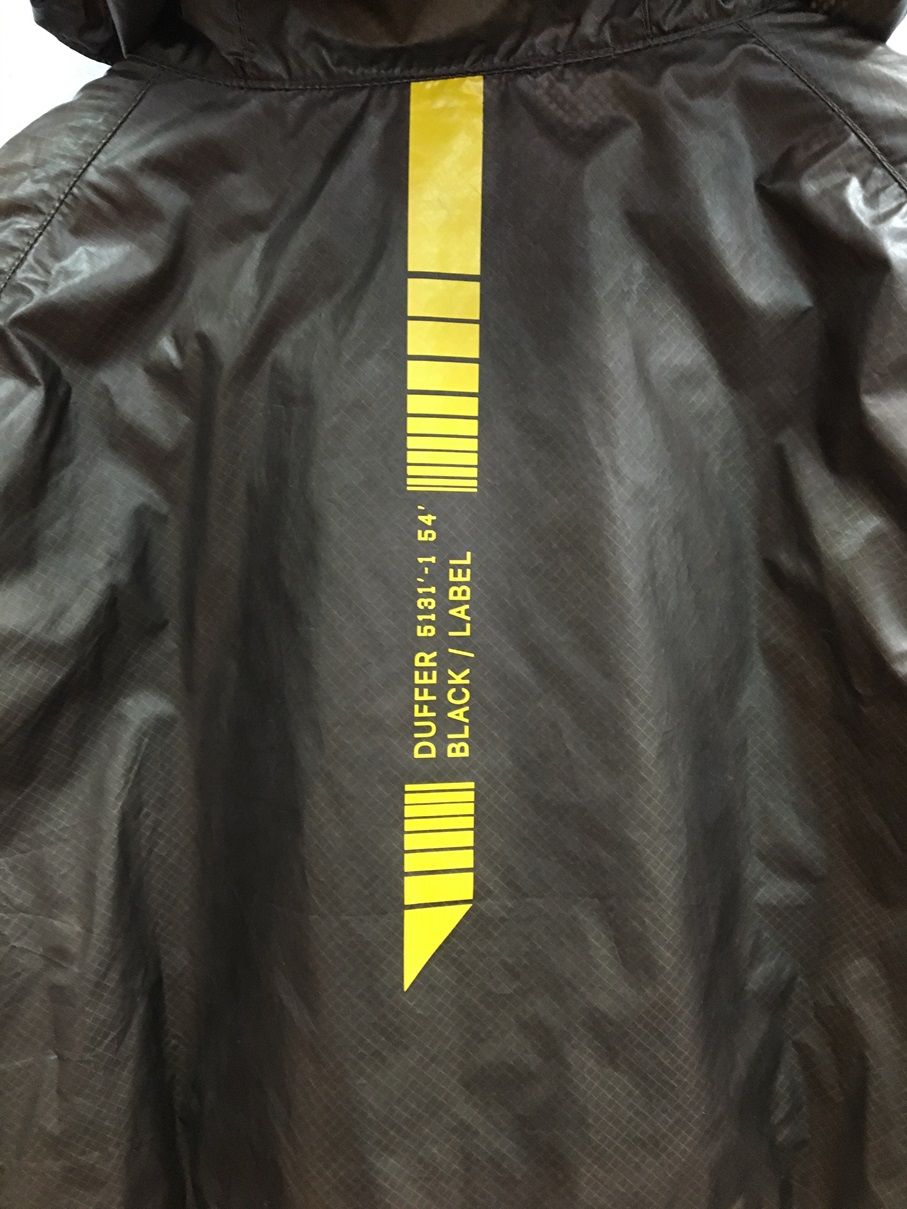 DUFFER 5131'-1 54'
BLACK / LABEL